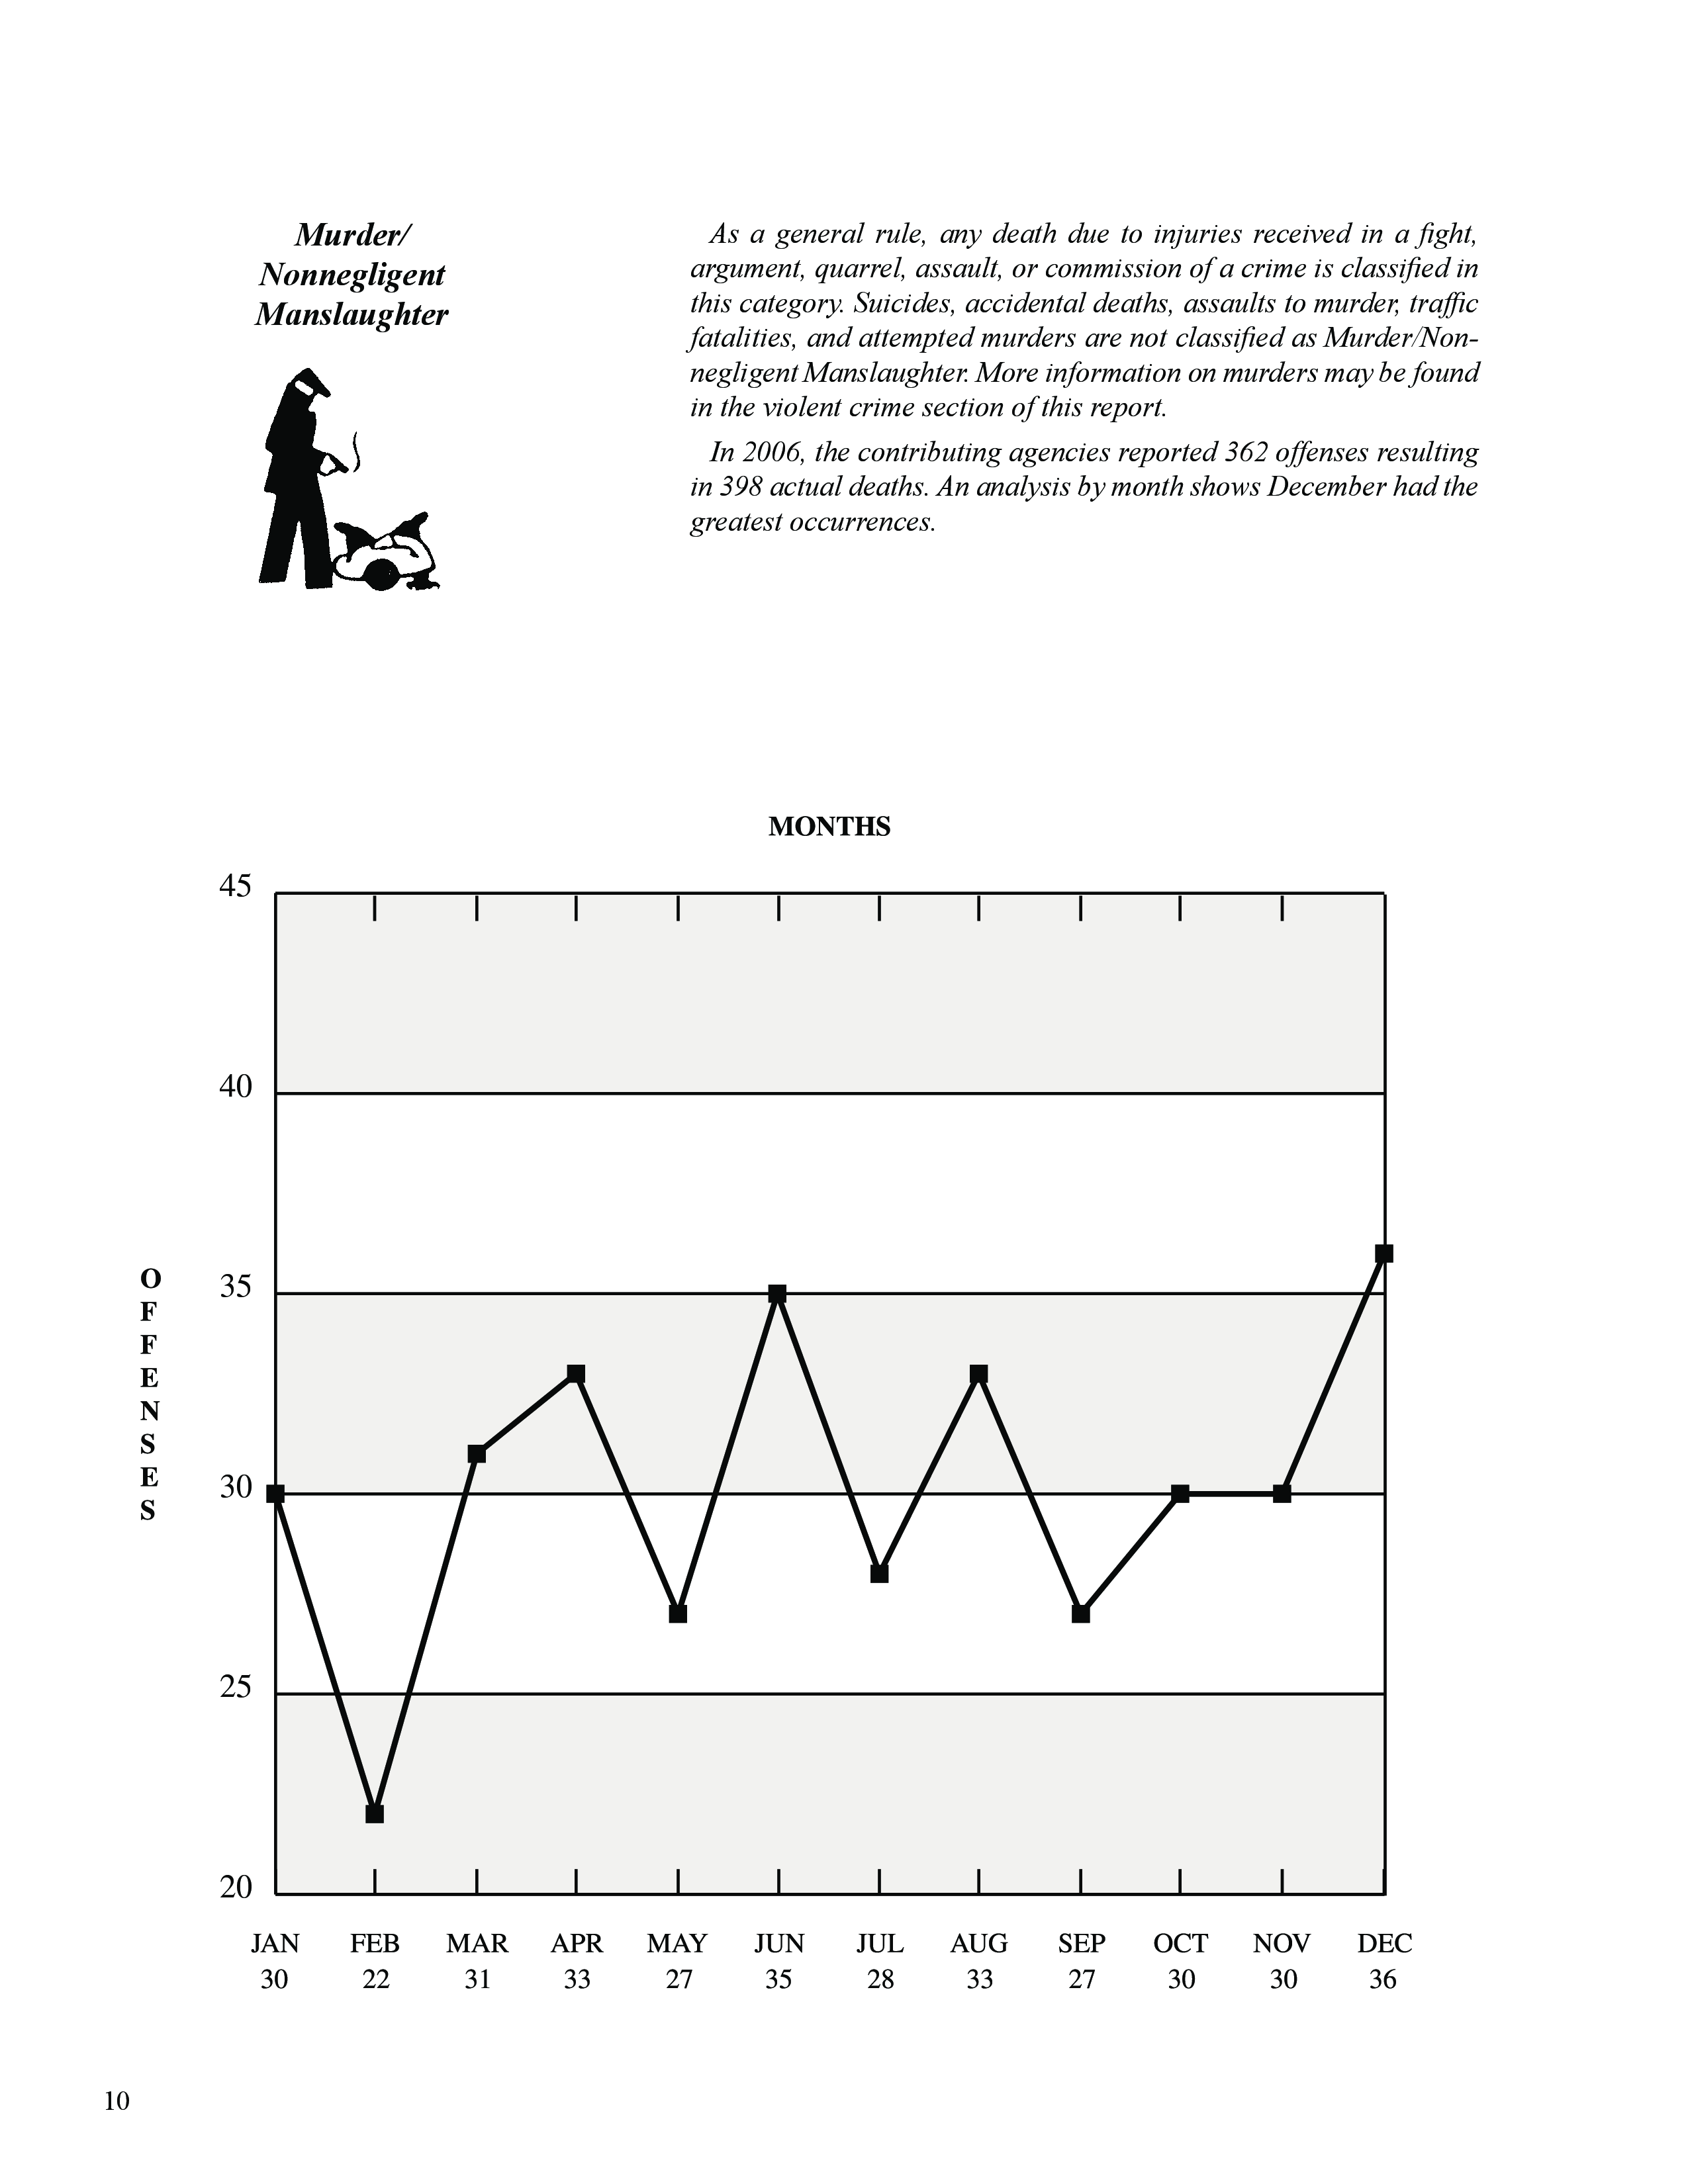 Murder/
Nonnegligent
Manslaughter
As a general rule, any death due to injuries received in a fight,
argument, quarrel, assault, or commission of a crime is classified in
this category. Suicides, accidental deaths, assaults to murder, traffic
fatalities, and attempted murders are not classified as Murder/Non-
negligent Manslaughter. More information on murders may be found
in the violent crime section of this report.
In 2006, the contributing agencies reported 362 offenses resulting
in 398 actual deaths. An analysis by month shows December had the
greatest occurrences.
MONTHS
45
40
35
30
25
20
OFFENSES
JAN FEB MAR APR MAY JUN JUL AUG SEP OCT NOV DEC
30 22 31 33 27 35 28 33 27 30 30 36
10